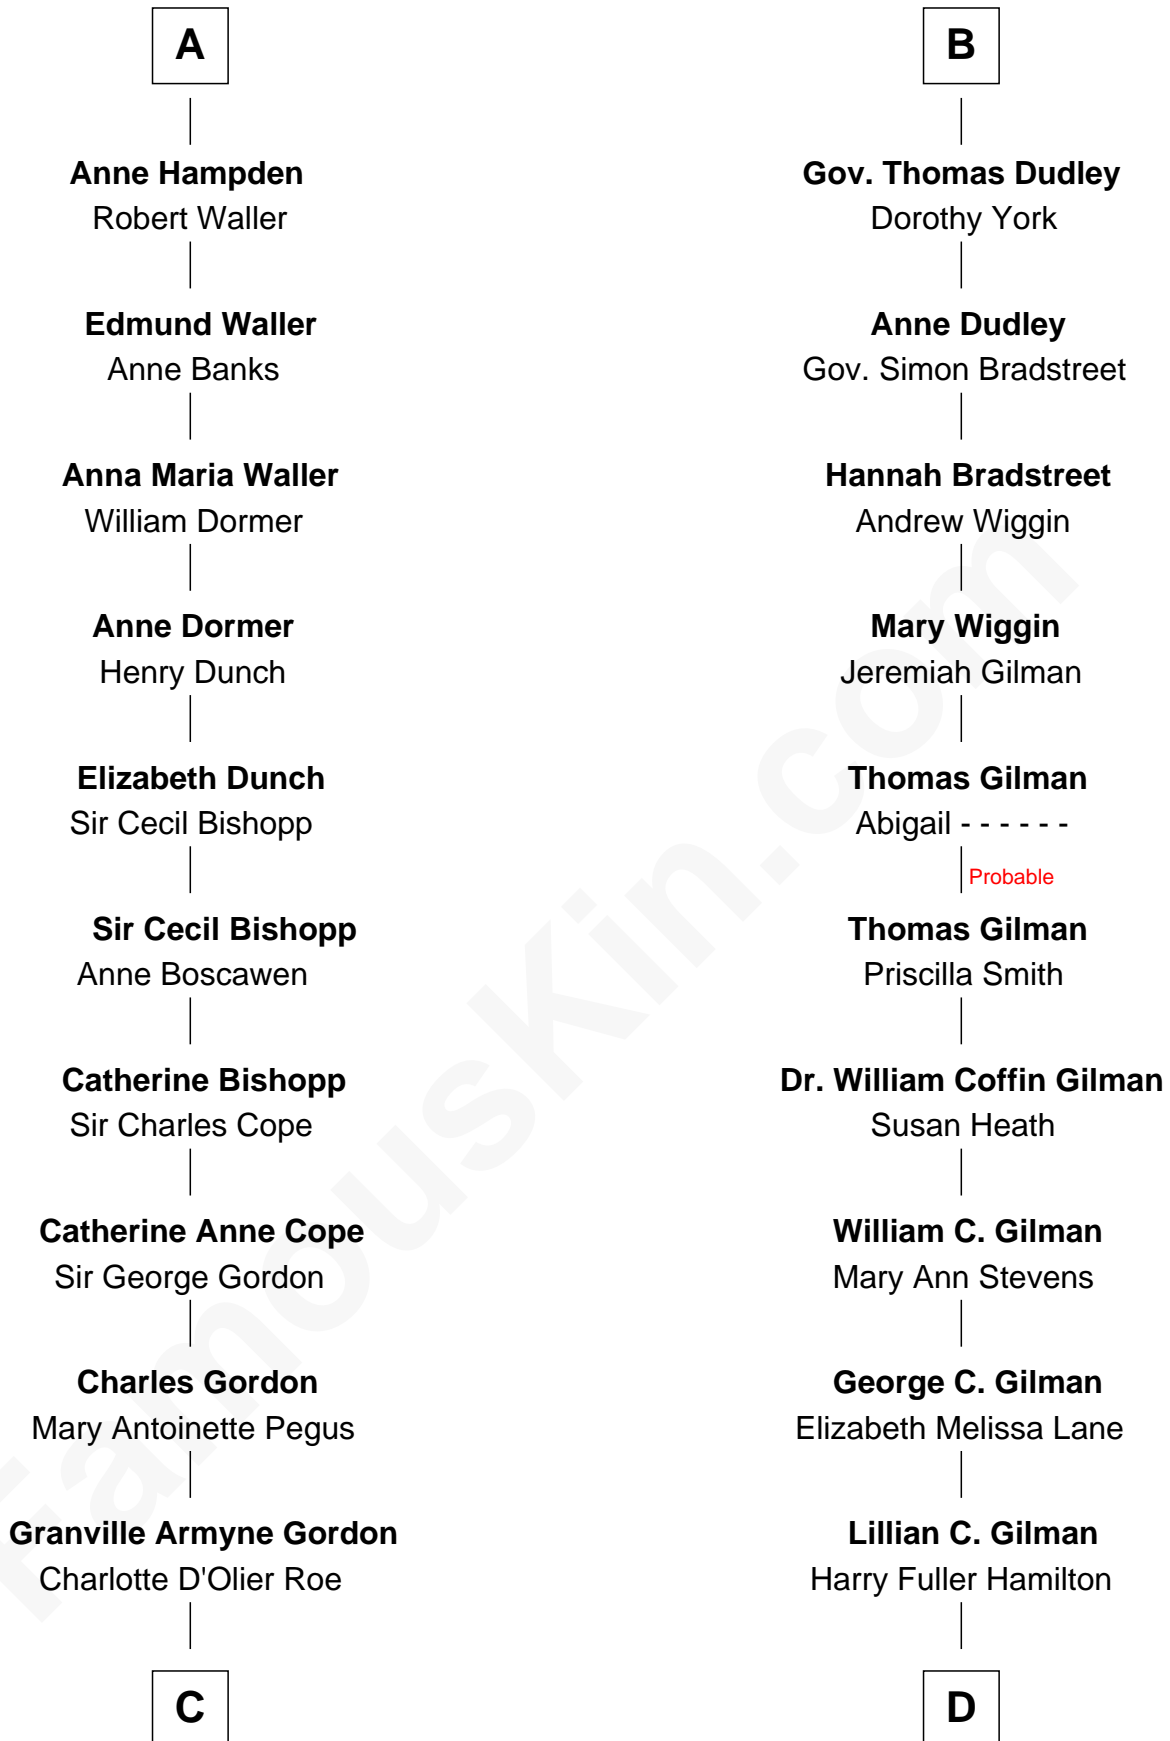 A
Anne Hampden
Robert Waller
Edmund Waller
Anne Banks
Anna Maria Waller
William Dormer
Anne Dormer
Henry Dunch
Elizabeth Dunch
Sir Cecil Bishopp
Sir Cecil Bishopp
Anne Boscawen
Catherine Bishopp
Sir Charles Cope
Catherine Anne Cope
Sir George Gordon
Charles Gordon
Mary Antoinette Pegus
Granville Armyne Gordon
Charlotte D'Olier Roe
C
B
Gov. Thomas Dudley
Dorothy York
Anne Dudley
Gov. Simon Bradstreet
Hannah Bradstreet
Andrew Wiggin
Mary Wiggin
Jeremiah Gilman
Thomas Gilman
Abigail - - - - - -
Probable
Thomas Gilman
Priscilla Smith
Dr. William Coffin Gilman
Susan Heath
William C. Gilman
Mary Ann Stevens
George C. Gilman
Elizabeth Melissa Lane
Lillian C. Gilman
Harry Fuller Hamilton
D
FamousKin.com